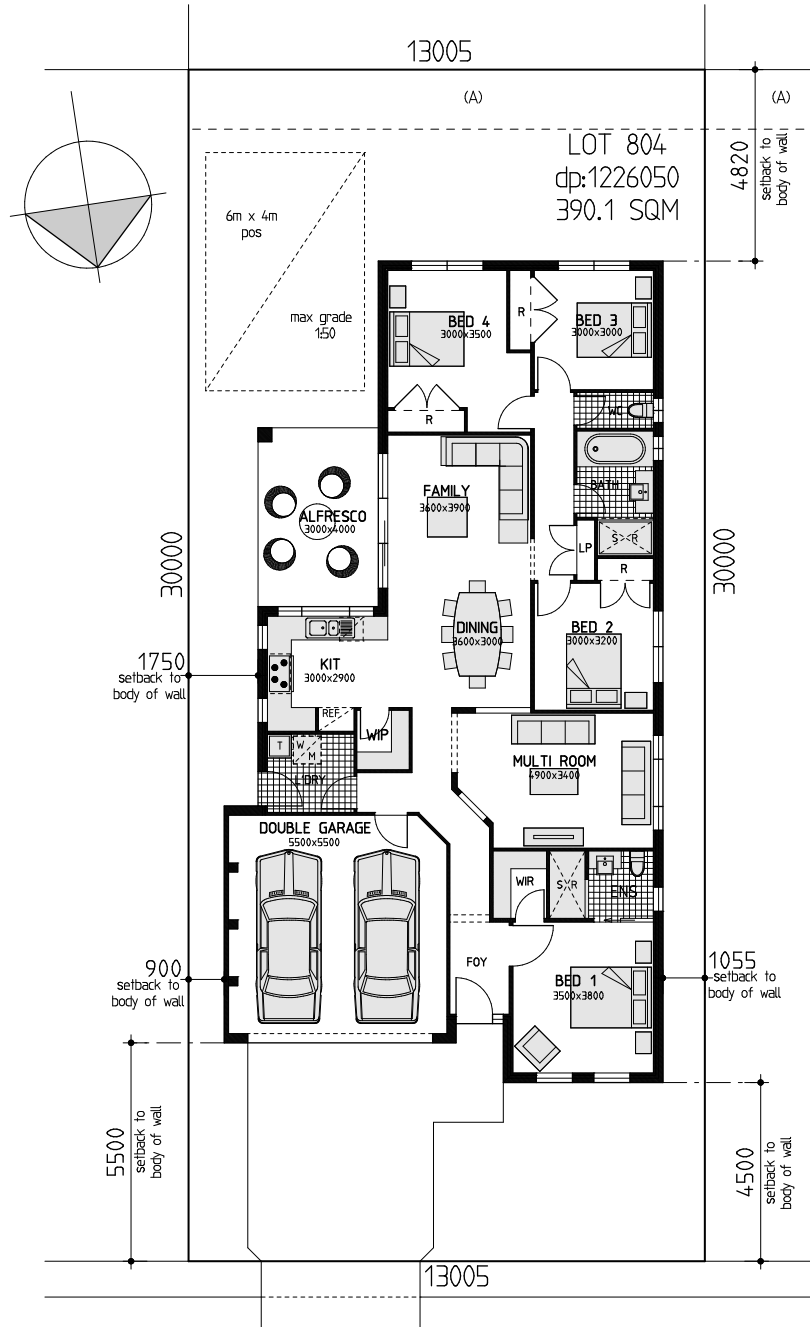 13005
(A)
(A)
LOT 804
dp:1226050
390.1 SQM
4820
setback to
body of wall
6m x 4m
pos
max grade
1:50
BED 4
3000x3500
R
BED 3
3000x3000
R
WC
BATH
FAMILY
3600x3900
ALFRESCO
3000x4000
30000
30000
LP
S R
R
DINING
3600x3000
BED 2
3000x3200
KIT
3000x2900
1750
setback to
body of wall
REF
WIP
T
W
M
L'DRY
MULTI ROOM
4900x3400
DOUBLE GARAGE
5500x5500
WIR
S R
ENS
FOY
BED 1
3500x3800
900
setback to
body of wall
1055
setback to
body of wall
5500
setback to
body of wall
4500
setback to
body of wall
13005